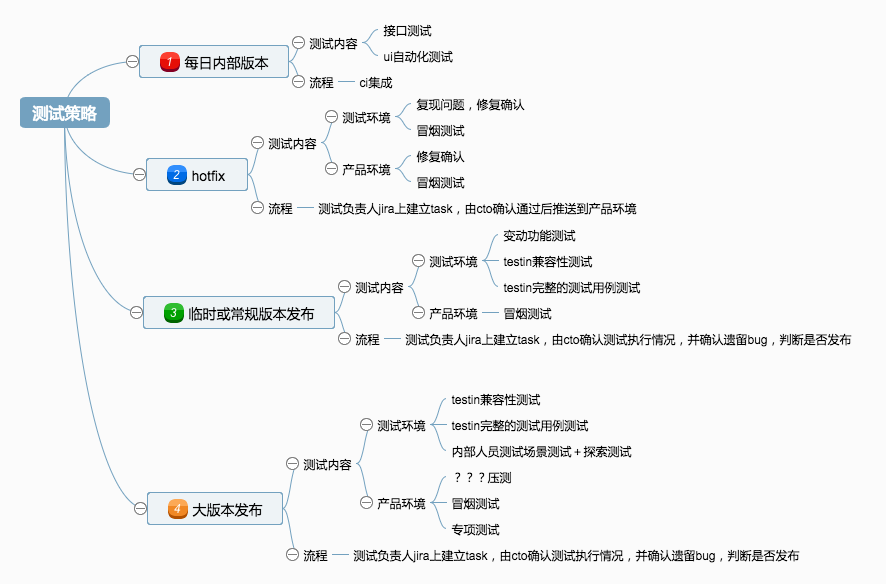 测试策略
1 每日内部版本
测试内容
接口测试
ui自动化测试
流程
ci集成
2 hotfix
测试内容
测试环境
复现问题，修复确认
冒烟测试
产品环境
修复确认
冒烟测试
流程
测试负责人jira上建立task，由cto确认通过后推送到产品环境
3 临时或常规版本发布
测试内容
测试环境
变动功能测试
testin兼容性测试
testin完整的测试用例测试
产品环境
冒烟测试
流程
测试负责人jira上建立task，由cto确认测试执行情况，并确认遗留bug，判断是否发布
4 大版本发布
测试内容
测试环境
testin兼容性测试
testin完整的测试用例测试
内部人员测试场景测试＋探索测试
产品环境
？？？压测
冒烟测试
专项测试
流程
测试负责人jira上建立task，由cto确认测试执行情况，并确认遗留bug，判断是否发布